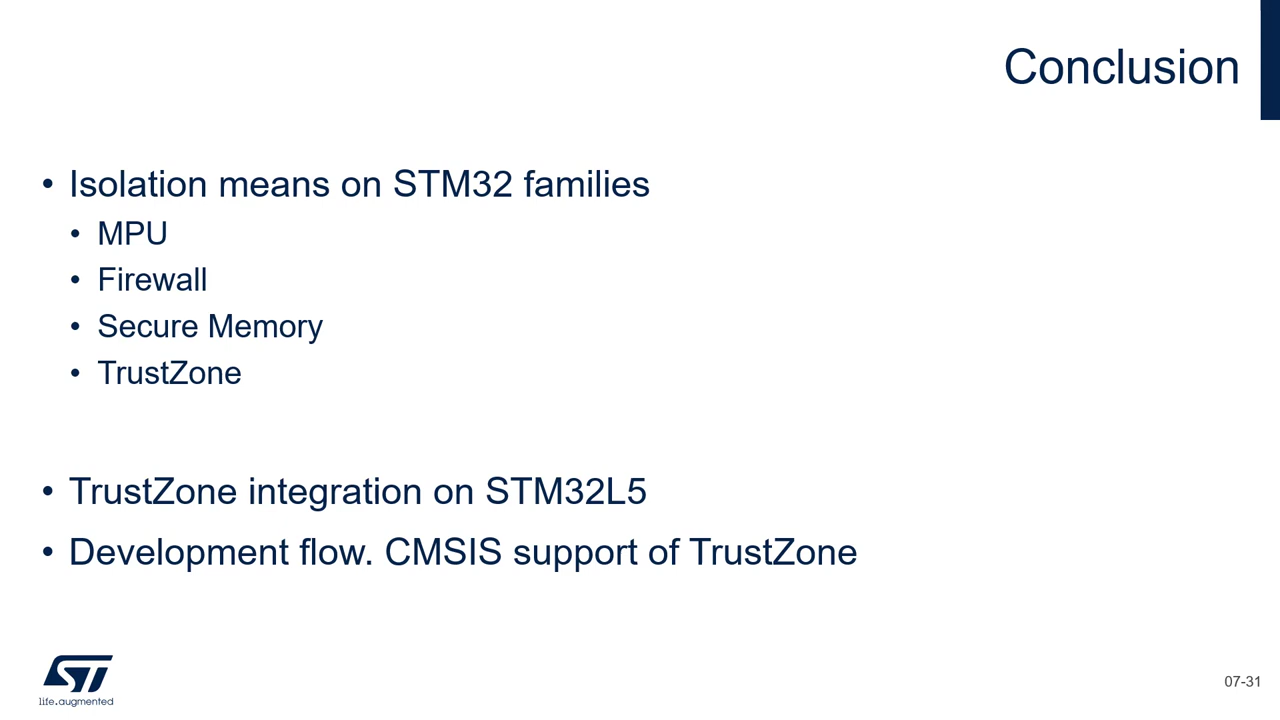 Conclusion
• Isolation means on STM32 families
• MPU
• Firewall
• Secure Memory
• TrustZone
• TrustZone integration on STM32L5
• Development flow. CMSIS support of TrustZone
ST
life.augmented
07-31